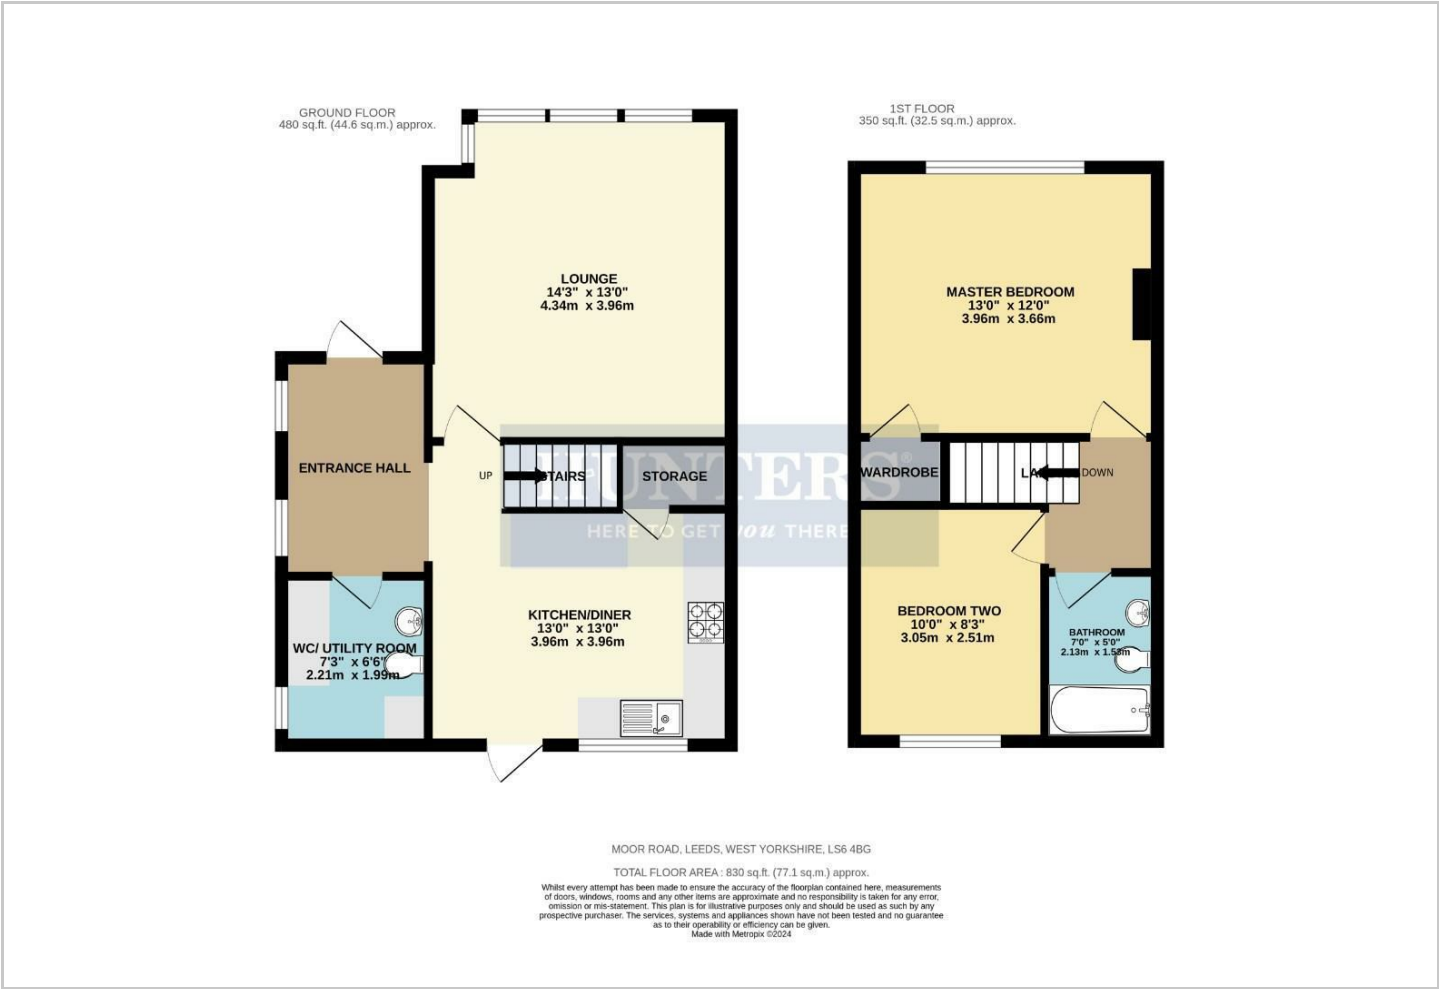 GROUND FLOOR
480 sq.ft. (44.6 sq.m.) approx.
1ST FLOOR
350 sq.ft. (32.5 sq.m.) approx.
LOUNGE
14'3" x 13'0"
4.34m x 3.96m
MASTER BEDROOM
13'0" x 12'0"
3.96m x 3.66m
ENTRANCE HALL
UP
STORAGE
WARDROBE
DOWN
HUNTERS®
HERE TO GET you THERE
KITCHEN/DINER
13'0" x 13'0"
3.96m x 3.96m
WC/ UTILITY ROOM
7'3" x 6'6"
2.21m x 1.99m
BEDROOM TWO
10'0" x 8'3"
3.05m x 2.51m
BATHROOM
7'0" x 5'0"
2.13m x 1.53m
MOOR ROAD, LEEDS, WEST YORKSHIRE, LS6 4BG
TOTAL FLOOR AREA : 830 sq.ft. (77.1 sq.m.) approx.
Whilst every attempt has been made to ensure the accuracy of the floorplan contained here, measurements
of doors, windows, rooms and any other items are approximate and no responsibility is taken for any error,
omission or mis-statement. This plan is for illustrative purposes only and should be used as such by any
prospective purchaser. The services, systems and appliances shown have not been tested and no guarantee
as to their operability or efficiency can be given.
Made with Metropix ©2024